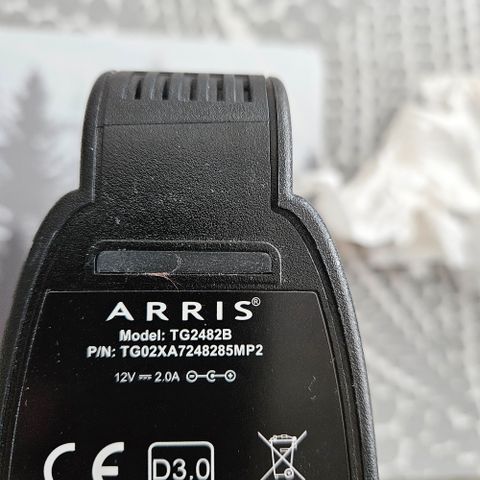 ARRIS®
Model: TG2482B
P/N: TG02XA7248285MP2
12V ⎓ 2.0A
CE D3.0